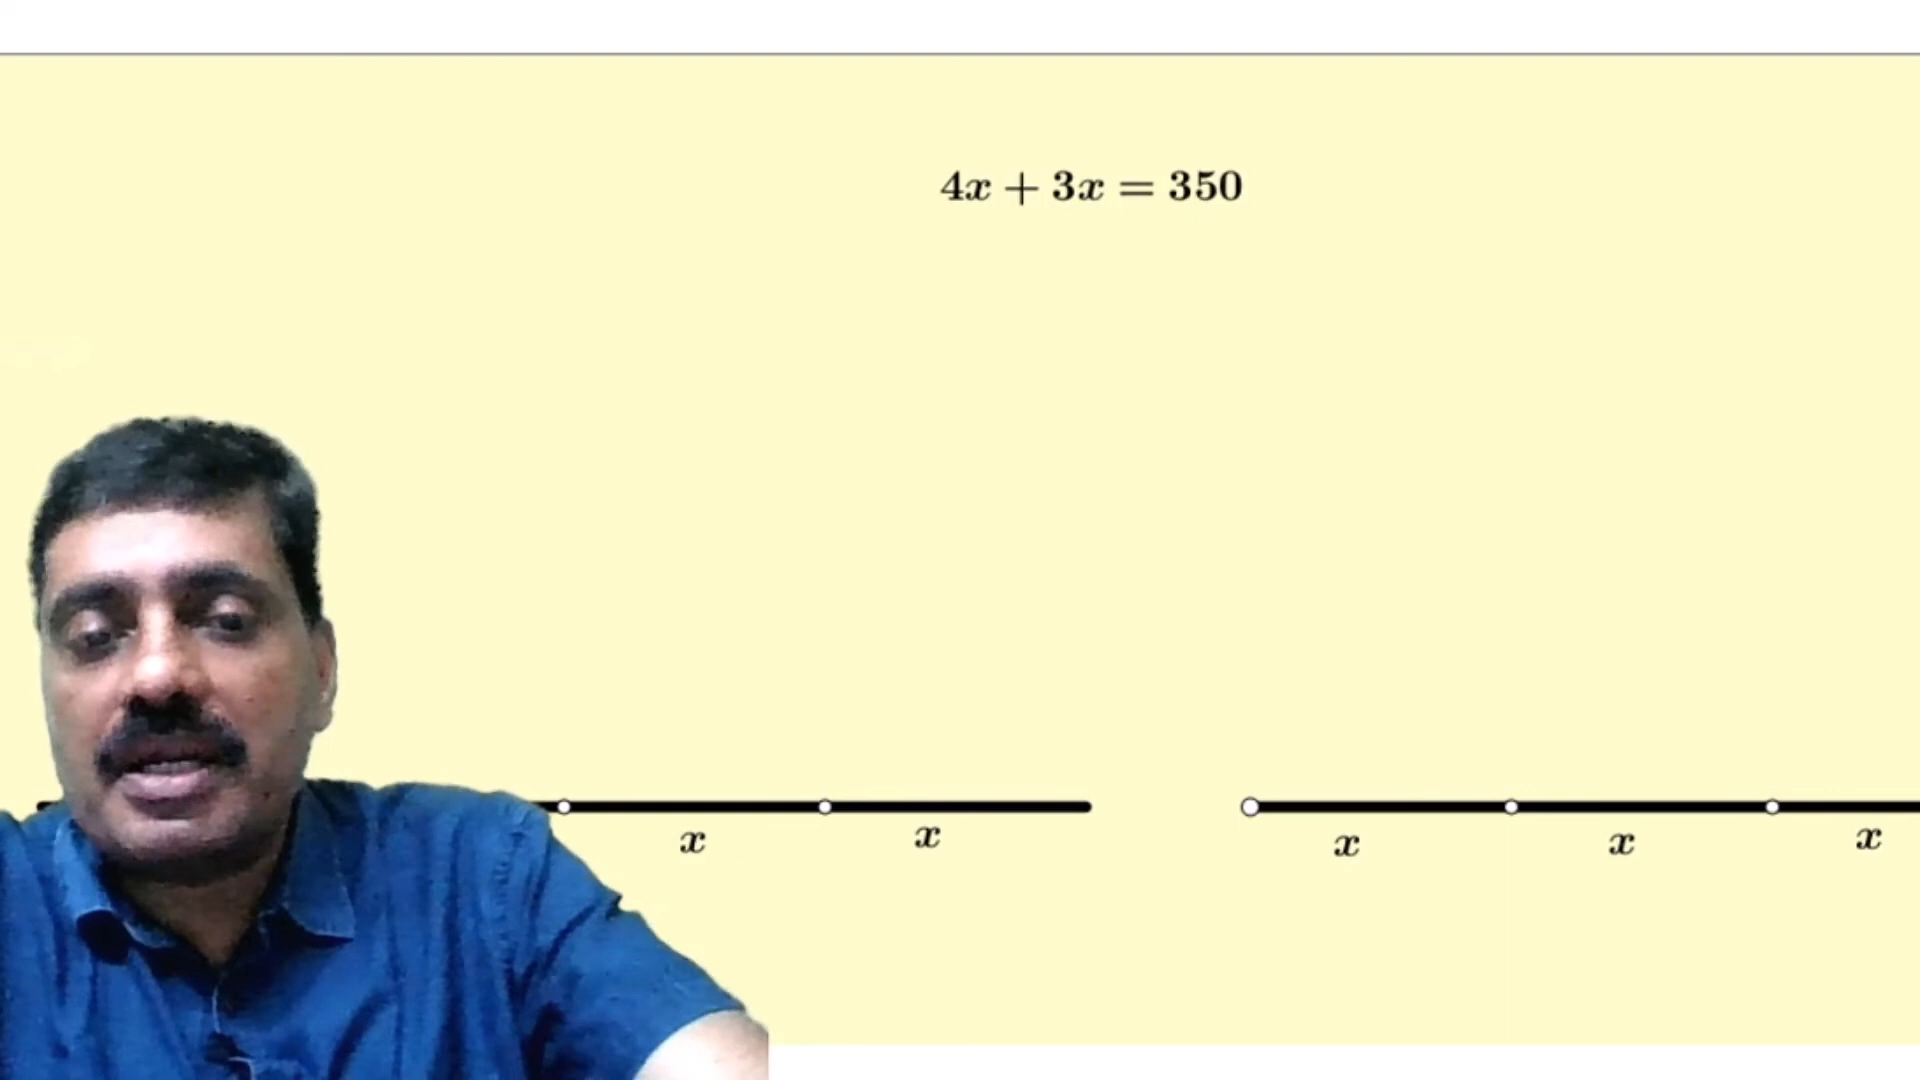 4x + 3x = 350
x x x x x